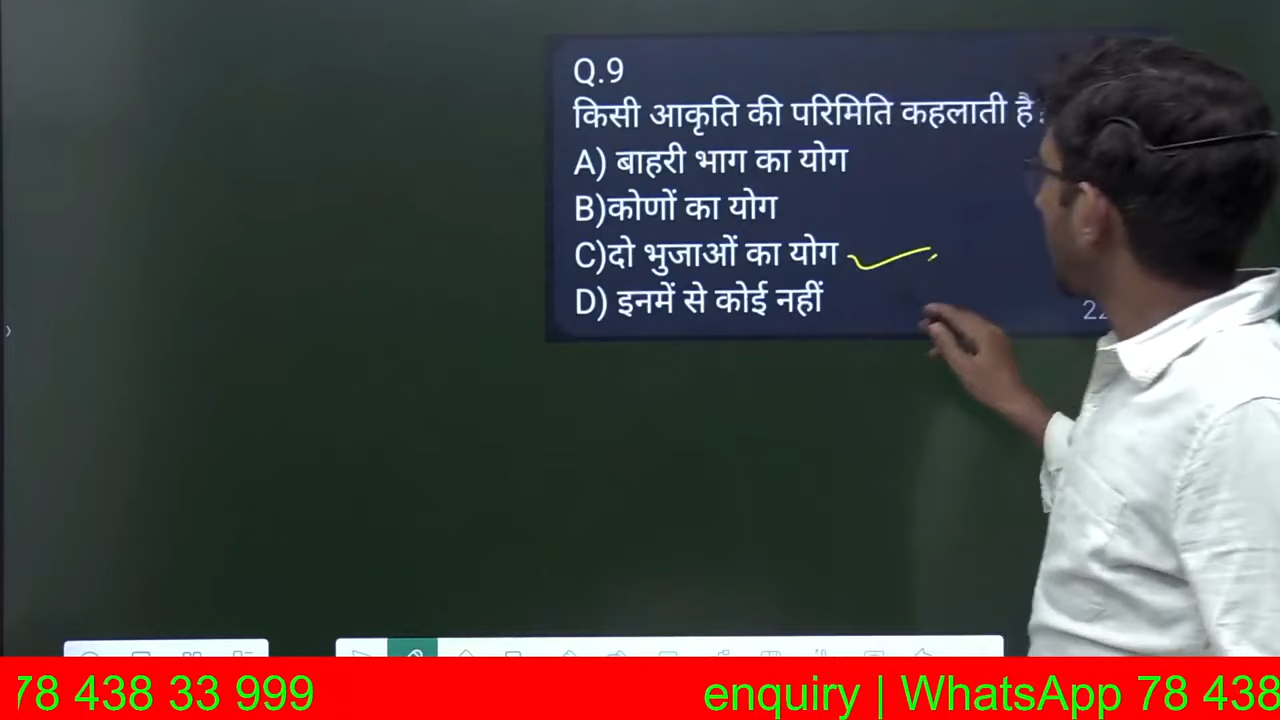 Q.9
किसी आकृति की परिमिति कहलाती है
A) बाहरी भाग का योग
B)कोणों का योग
C)दो भुजाओं का योग
D) इनमें से कोई नहीं
78 438 33 999 enquiry | WhatsApp 78 438